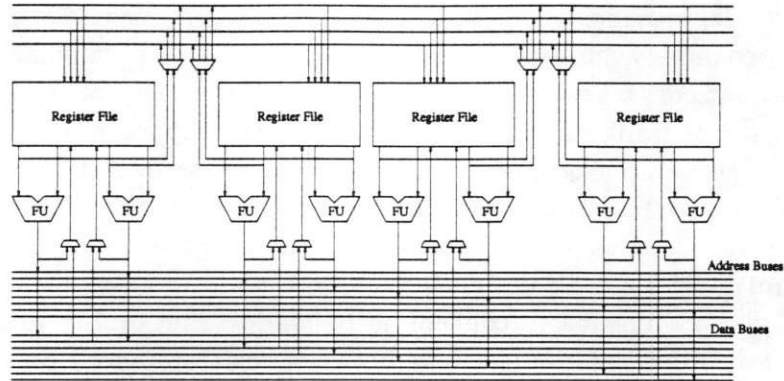 Register File Register File Register File Register File
FU FU FU FU FU FU FU FU
Address Buses
Data Buses